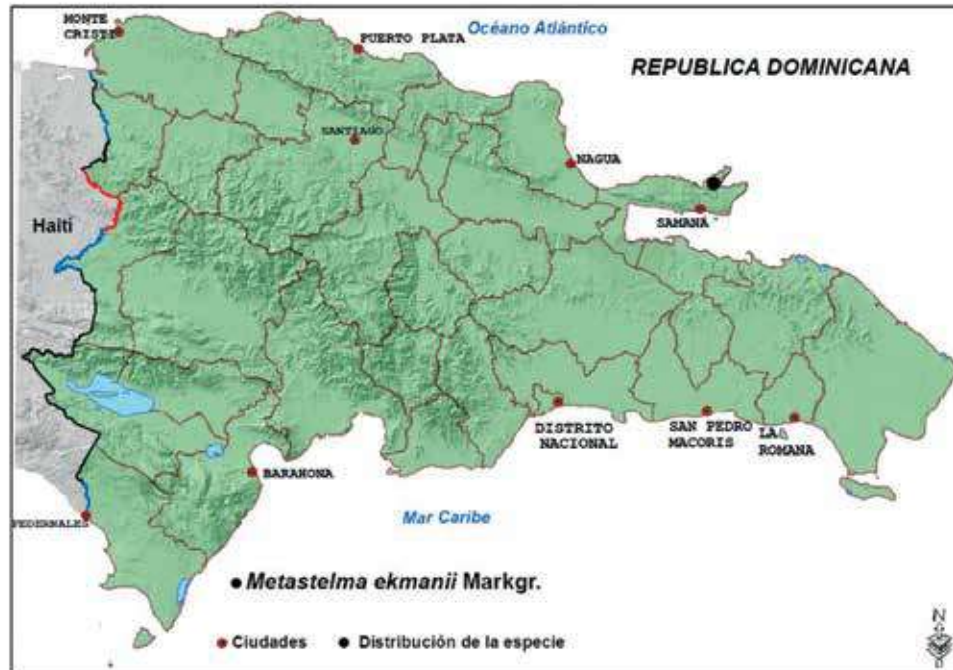 MONTE
CRISTI
PUERTO PLATA
Océano Atlántico
REPUBLICA DOMINICANA
SANTIAGO
NAGUA
SAMANA
Haití
DISTRITO
NACIONAL
SAN PEDRO
MACORIS
LA
ROMANA
BARAHONA
PEDERNALES
Mar Caribe
Metastelma ekmanii Markgr.
Ciudades
Distribución de la especie
N